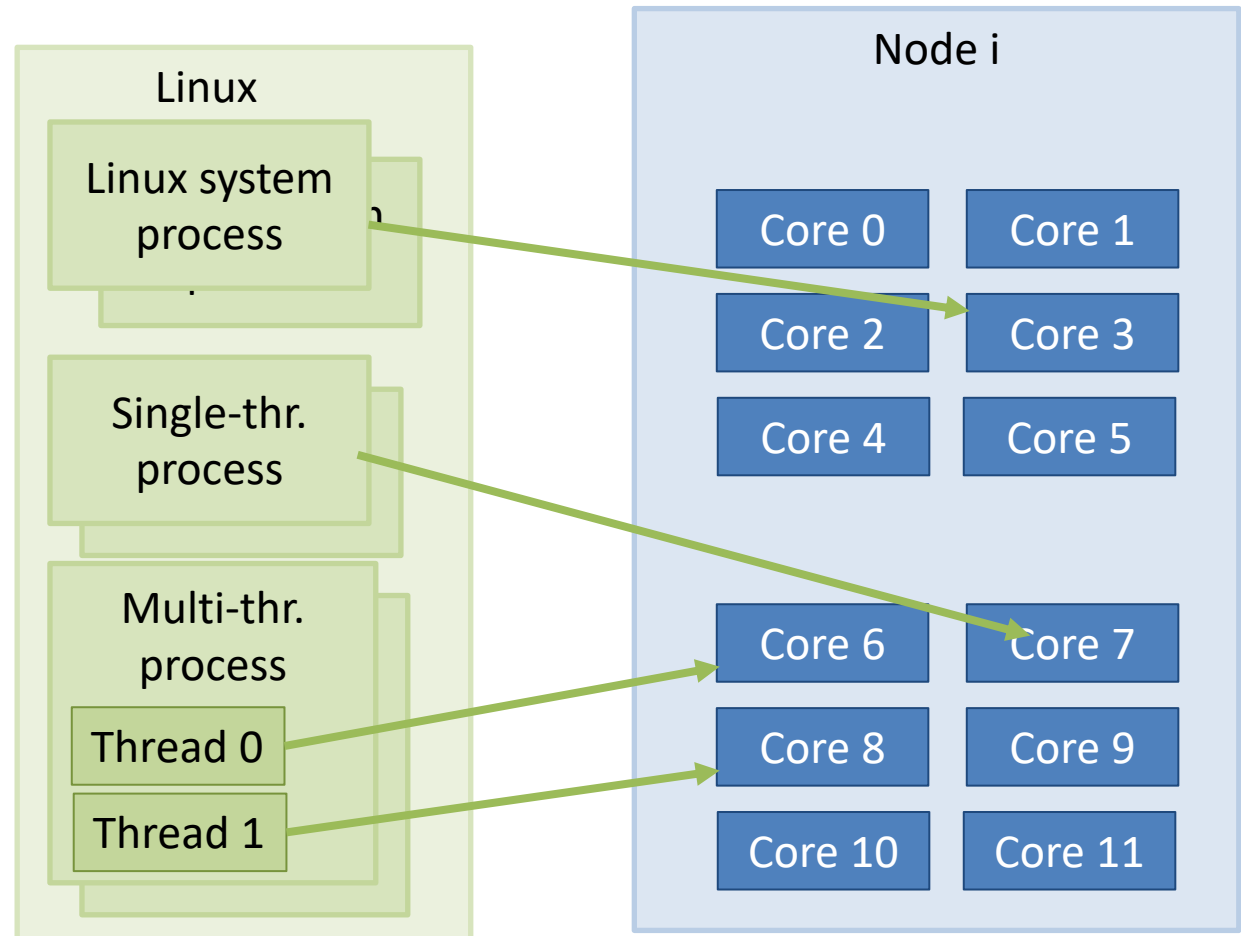 Linux
Linux system
process
Single-thr.
process
Multi-thr.
process
Thread 0
Thread 1
Node i
Core 0
Core 1
Core 2
Core 3
Core 4
Core 5
Core 6
Core 7
Core 8
Core 9
Core 10
Core 11